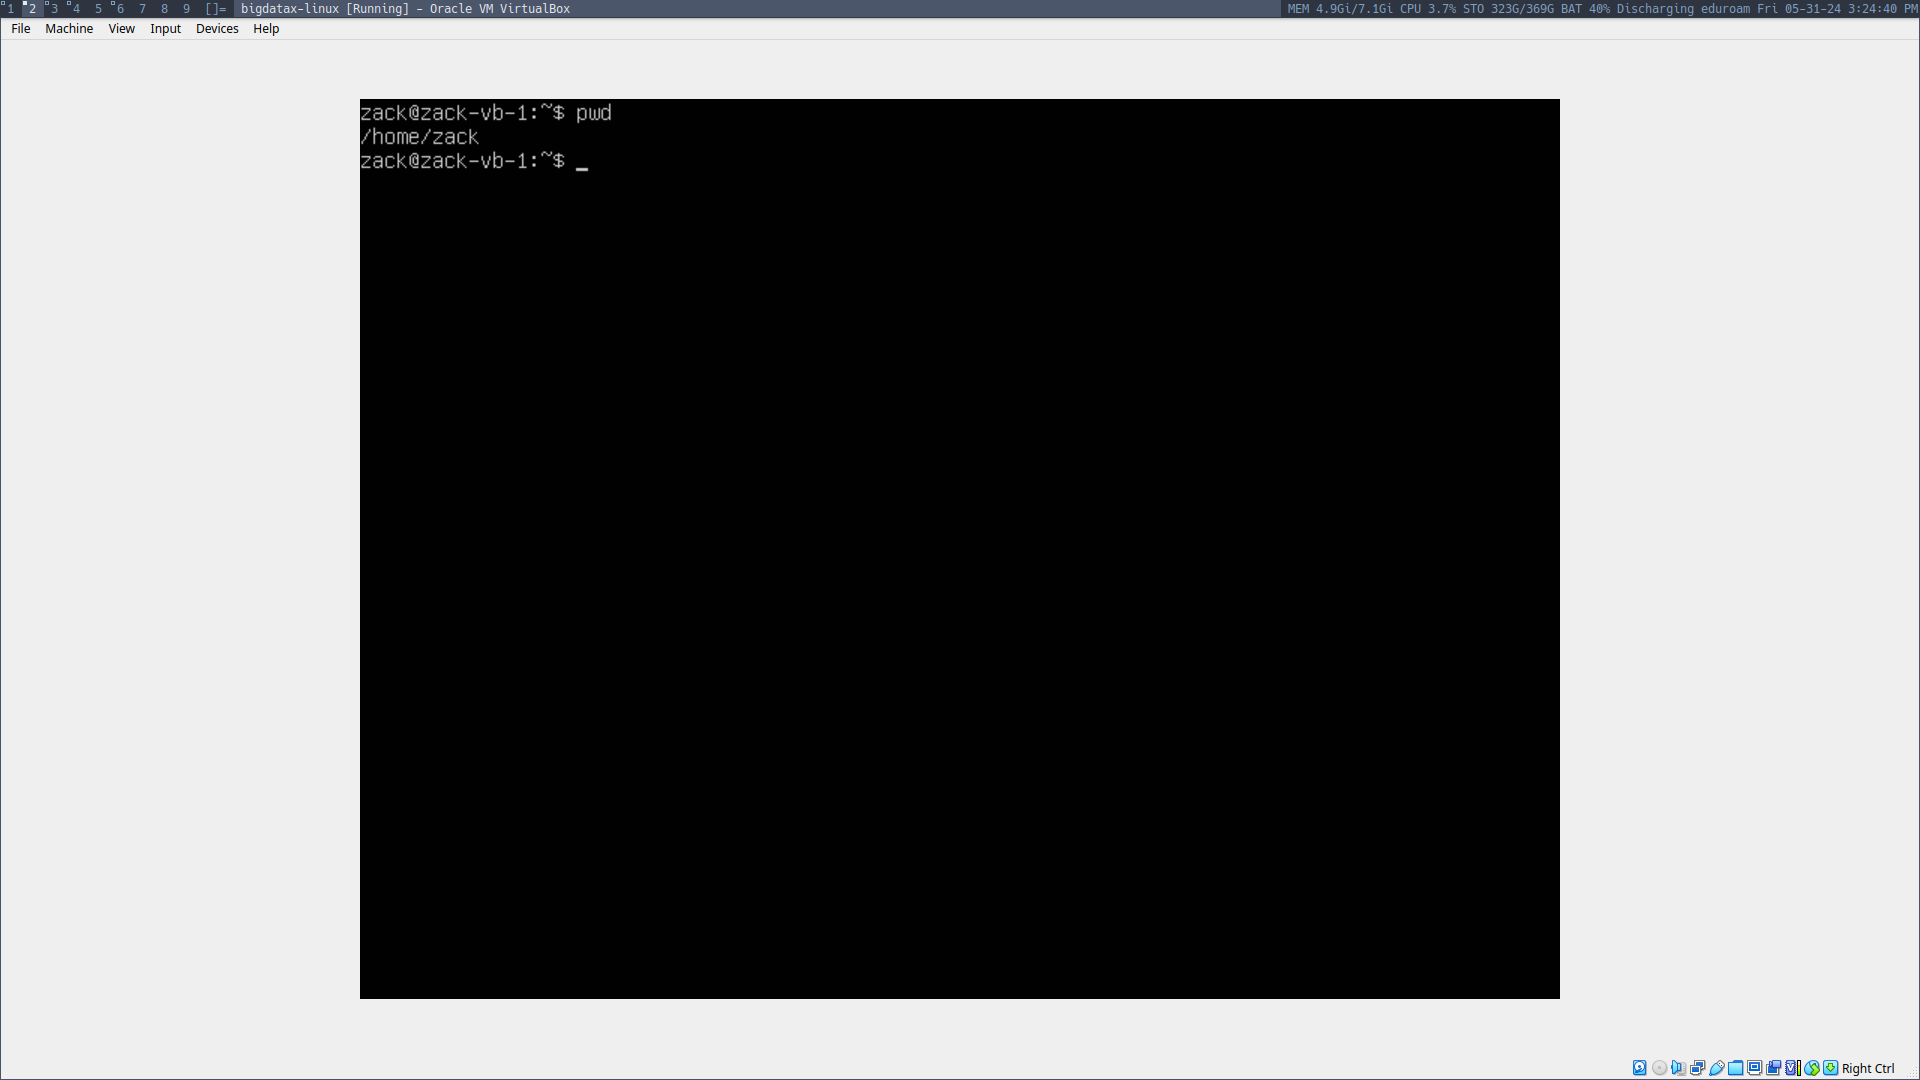 1 2 3 4 5 6 7 8 9 []= bigdatax-linux [Running] - Oracle VM VirtualBox MEM 4.9Gi/7.1Gi CPU 3.7% STO 323G/369G BAT 40% Discharging eduroam Fri 05-31-24 3:24:40 PM
File Machine View Input Devices Help
zack@zack-vb-1:~$ pwd
/home/zack
zack@zack-vb-1:~$ _
Right Ctrl